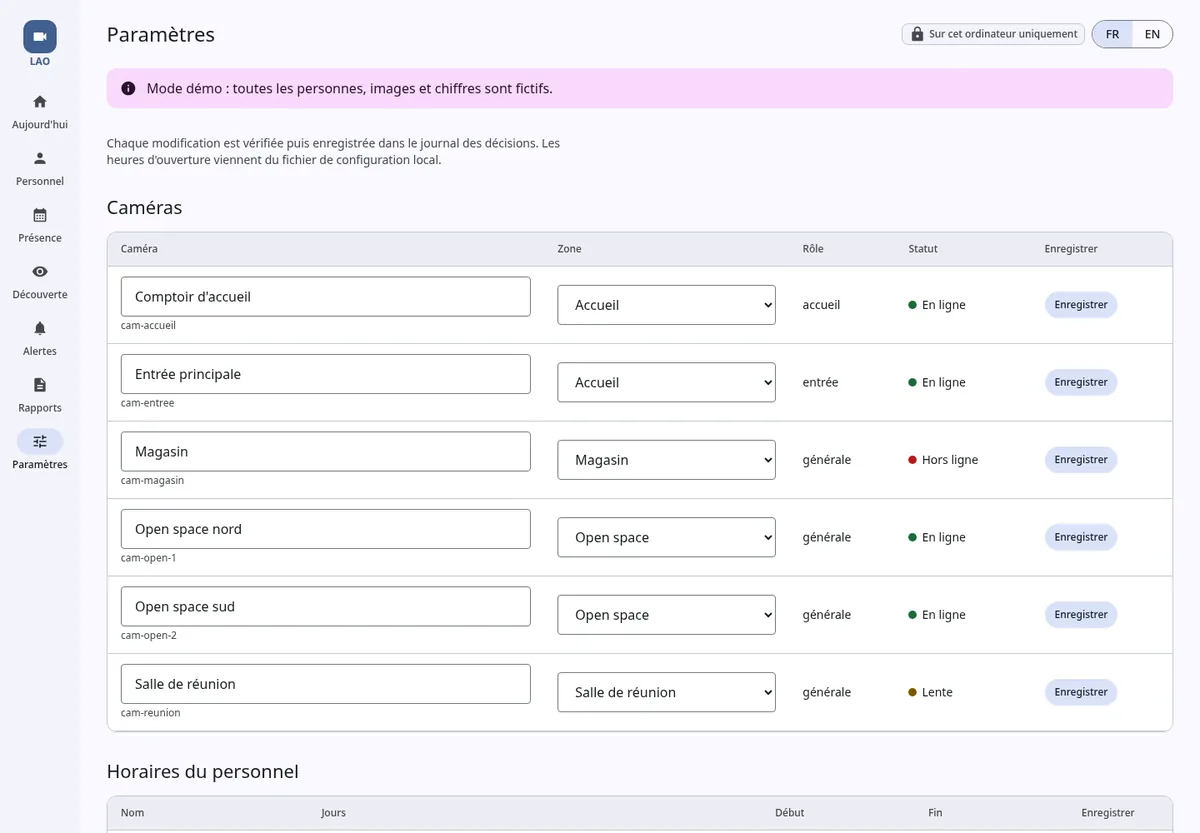 LAO
Aujourd'hui
Personnel
Présence
Découverte
Alertes
Rapports
Paramètres
Paramètres
Sur cet ordinateur uniquement
FR
EN
Mode démo : toutes les personnes, images et chiffres sont fictifs.
Chaque modification est vérifiée puis enregistrée dans le journal des décisions. Les
heures d'ouverture viennent du fichier de configuration local.
Caméras
Caméra Zone Rôle Statut Enregistrer
Comptoir d'accueil Accueil accueil En ligne Enregistrer
cam-accueil
Entrée principale Accueil entrée En ligne Enregistrer
cam-entree
Magasin Magasin générale Hors ligne Enregistrer
cam-magasin
Open space nord Open space générale En ligne Enregistrer
cam-open-1
Open space sud Open space générale En ligne Enregistrer
cam-open-2
Salle de réunion Salle de réunion générale Lente Enregistrer
cam-reunion
Horaires du personnel
Nom Jours Début Fin Enregistrer